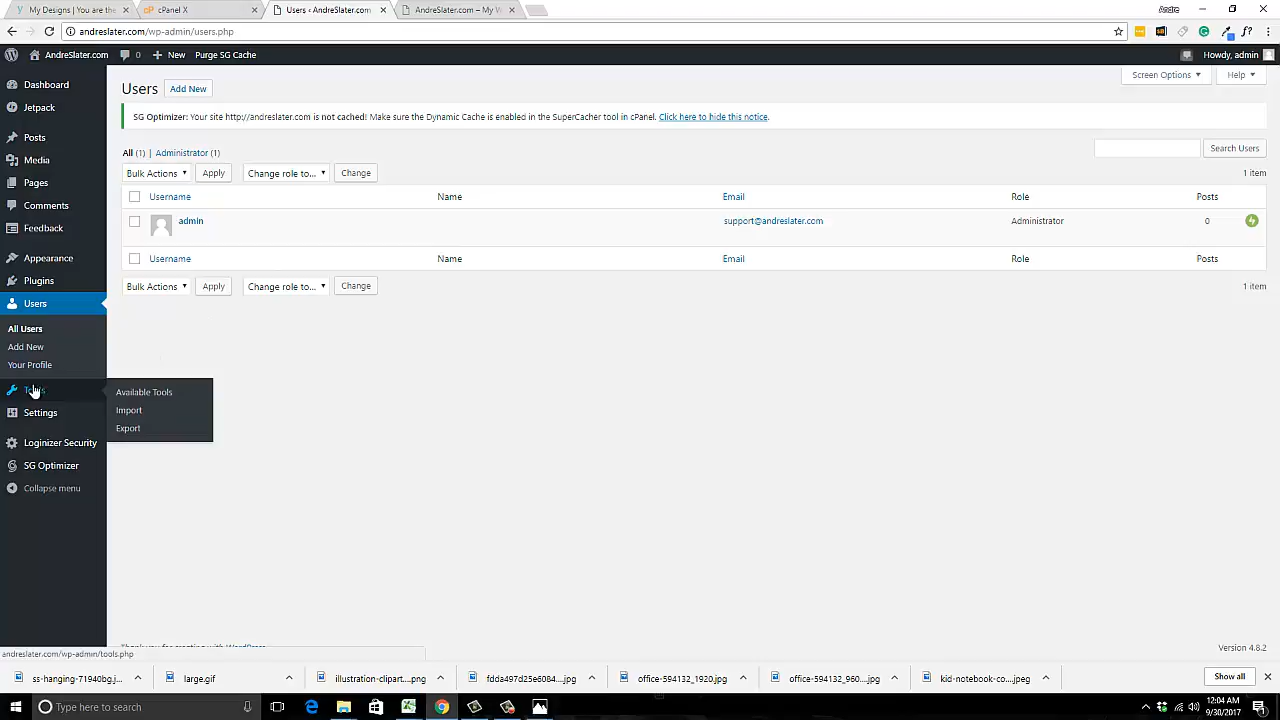 My Designs | You are the
cPanel X
Users ‹ AndreSlater.com
AndreSlater.com – My W
Andre
andreslater.com/wp-admin/users.php
AndreSlater.com
0
New
Purge SG Cache
Howdy, admin
Dashboard
Jetpack
Posts
Media
Pages
Comments
Feedback
Appearance
Plugins
Users
All Users
Add New
Your Profile
Settings
Loginizer Security
SG Optimizer
Collapse menu
Available Tools
Import
Export
Users
Add New
Screen Options
Help
SG Optimizer: Your site http://andreslater.com is not cached! Make sure the Dynamic Cache is enabled in the SuperCacher tool in cPanel. Click here to hide this notice.
All (1) | Administrator (1)
Search Users
Bulk Actions
Apply
Change role to...
Change
1 item
Username Name Email Role Posts
admin support@andreslater.com Administrator 0
Username Name Email Role Posts
Bulk Actions
Apply
Change role to...
Change
1 item
Thank you for creating with WordPress.
Version 4.8.2
andreslater.com/wp-admin/tools.php
ss-hanging-71940bg.j...
large.gif
illustration-clipart....png
fdda497d25e6084...jpg
office-594132_1920.jpg
office-594132_960...jpg
kid-notebook-co...jpeg
Show all
Type here to search
12:04 AM
9/30/2017